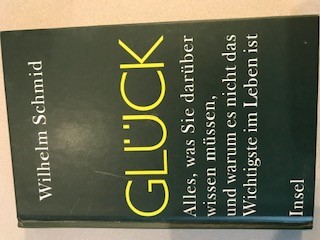 Wilhelm Schmid
GLÜCK
Alles, was Sie darüber
wissen müssen,
und warum es nicht das
Wichtigste im Leben ist
Insel